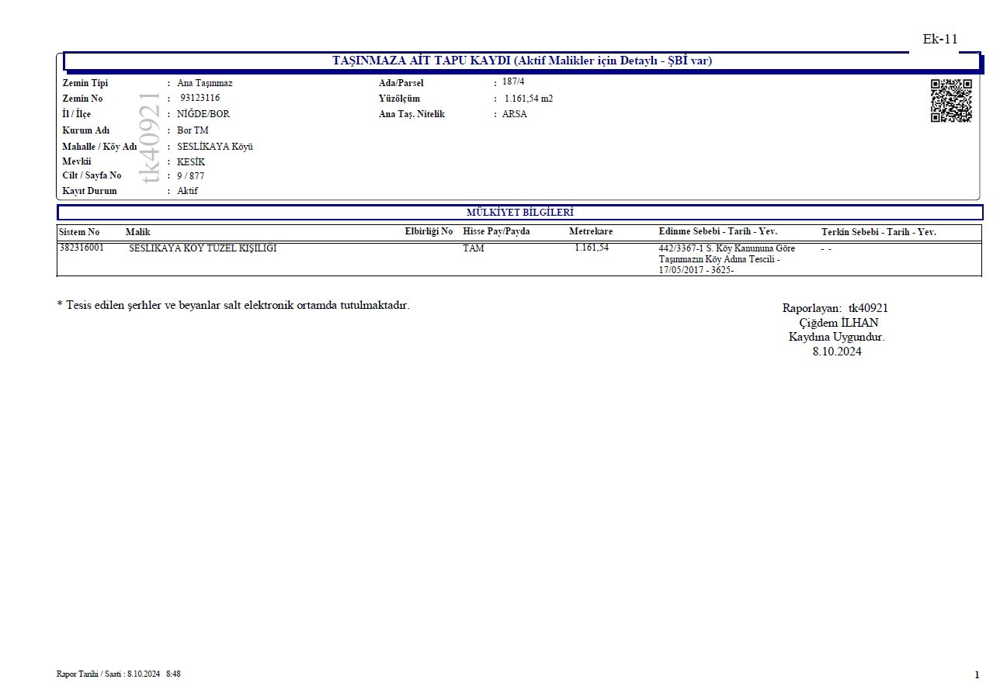 Ek-11
TAŞINMAZA AİT TAPU KAYDI (Aktif Malikler için Detaylı - ŞBİ var)
Zemin Tipi : Ana Taşınmaz Ada/Parsel : 187/4
Zemin No : 93123116 Yüzölçüm : 1.161,54 m2
İl / İlçe : NİĞDE/BOR Ana Taş. Nitelik : ARSA
Kurum Adı : Bor TM
Mahalle / Köy Adı : SESLİKAYA Köyü
Mevkii : KESİK
Cilt / Sayfa No : 9 / 877
Kayıt Durum : Aktif
tk40921
MÜLKİYET BİLGİLERİ
Sistem No Malik Elbirliği No Hisse Pay/Payda Metrekare Edinme Sebebi - Tarih - Yev. Terkin Sebebi - Tarih - Yev.
382316001 SESLİKAYA KÖY TÜZEL KİŞİLİĞİ TAM 1.161,54 442/3367-1 S. Köy Kanununa Göre - -
Taşınmazın Köy Adına Tescili -
17/05/2017 - 3625-
* Tesis edilen şerhler ve beyanlar salt elektronik ortamda tutulmaktadır.
Raporlayan: tk40921
Çiğdem İLHAN
Kaydına Uygundur.
8.10.2024
Rapor Tarihi / Saati : 8.10.2024 8:48
1